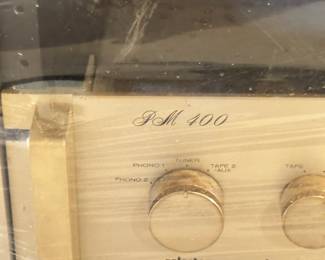 PM 400
TUNER
PHONO 1 TAPE 2
AUX
PHONO 2
TAPE